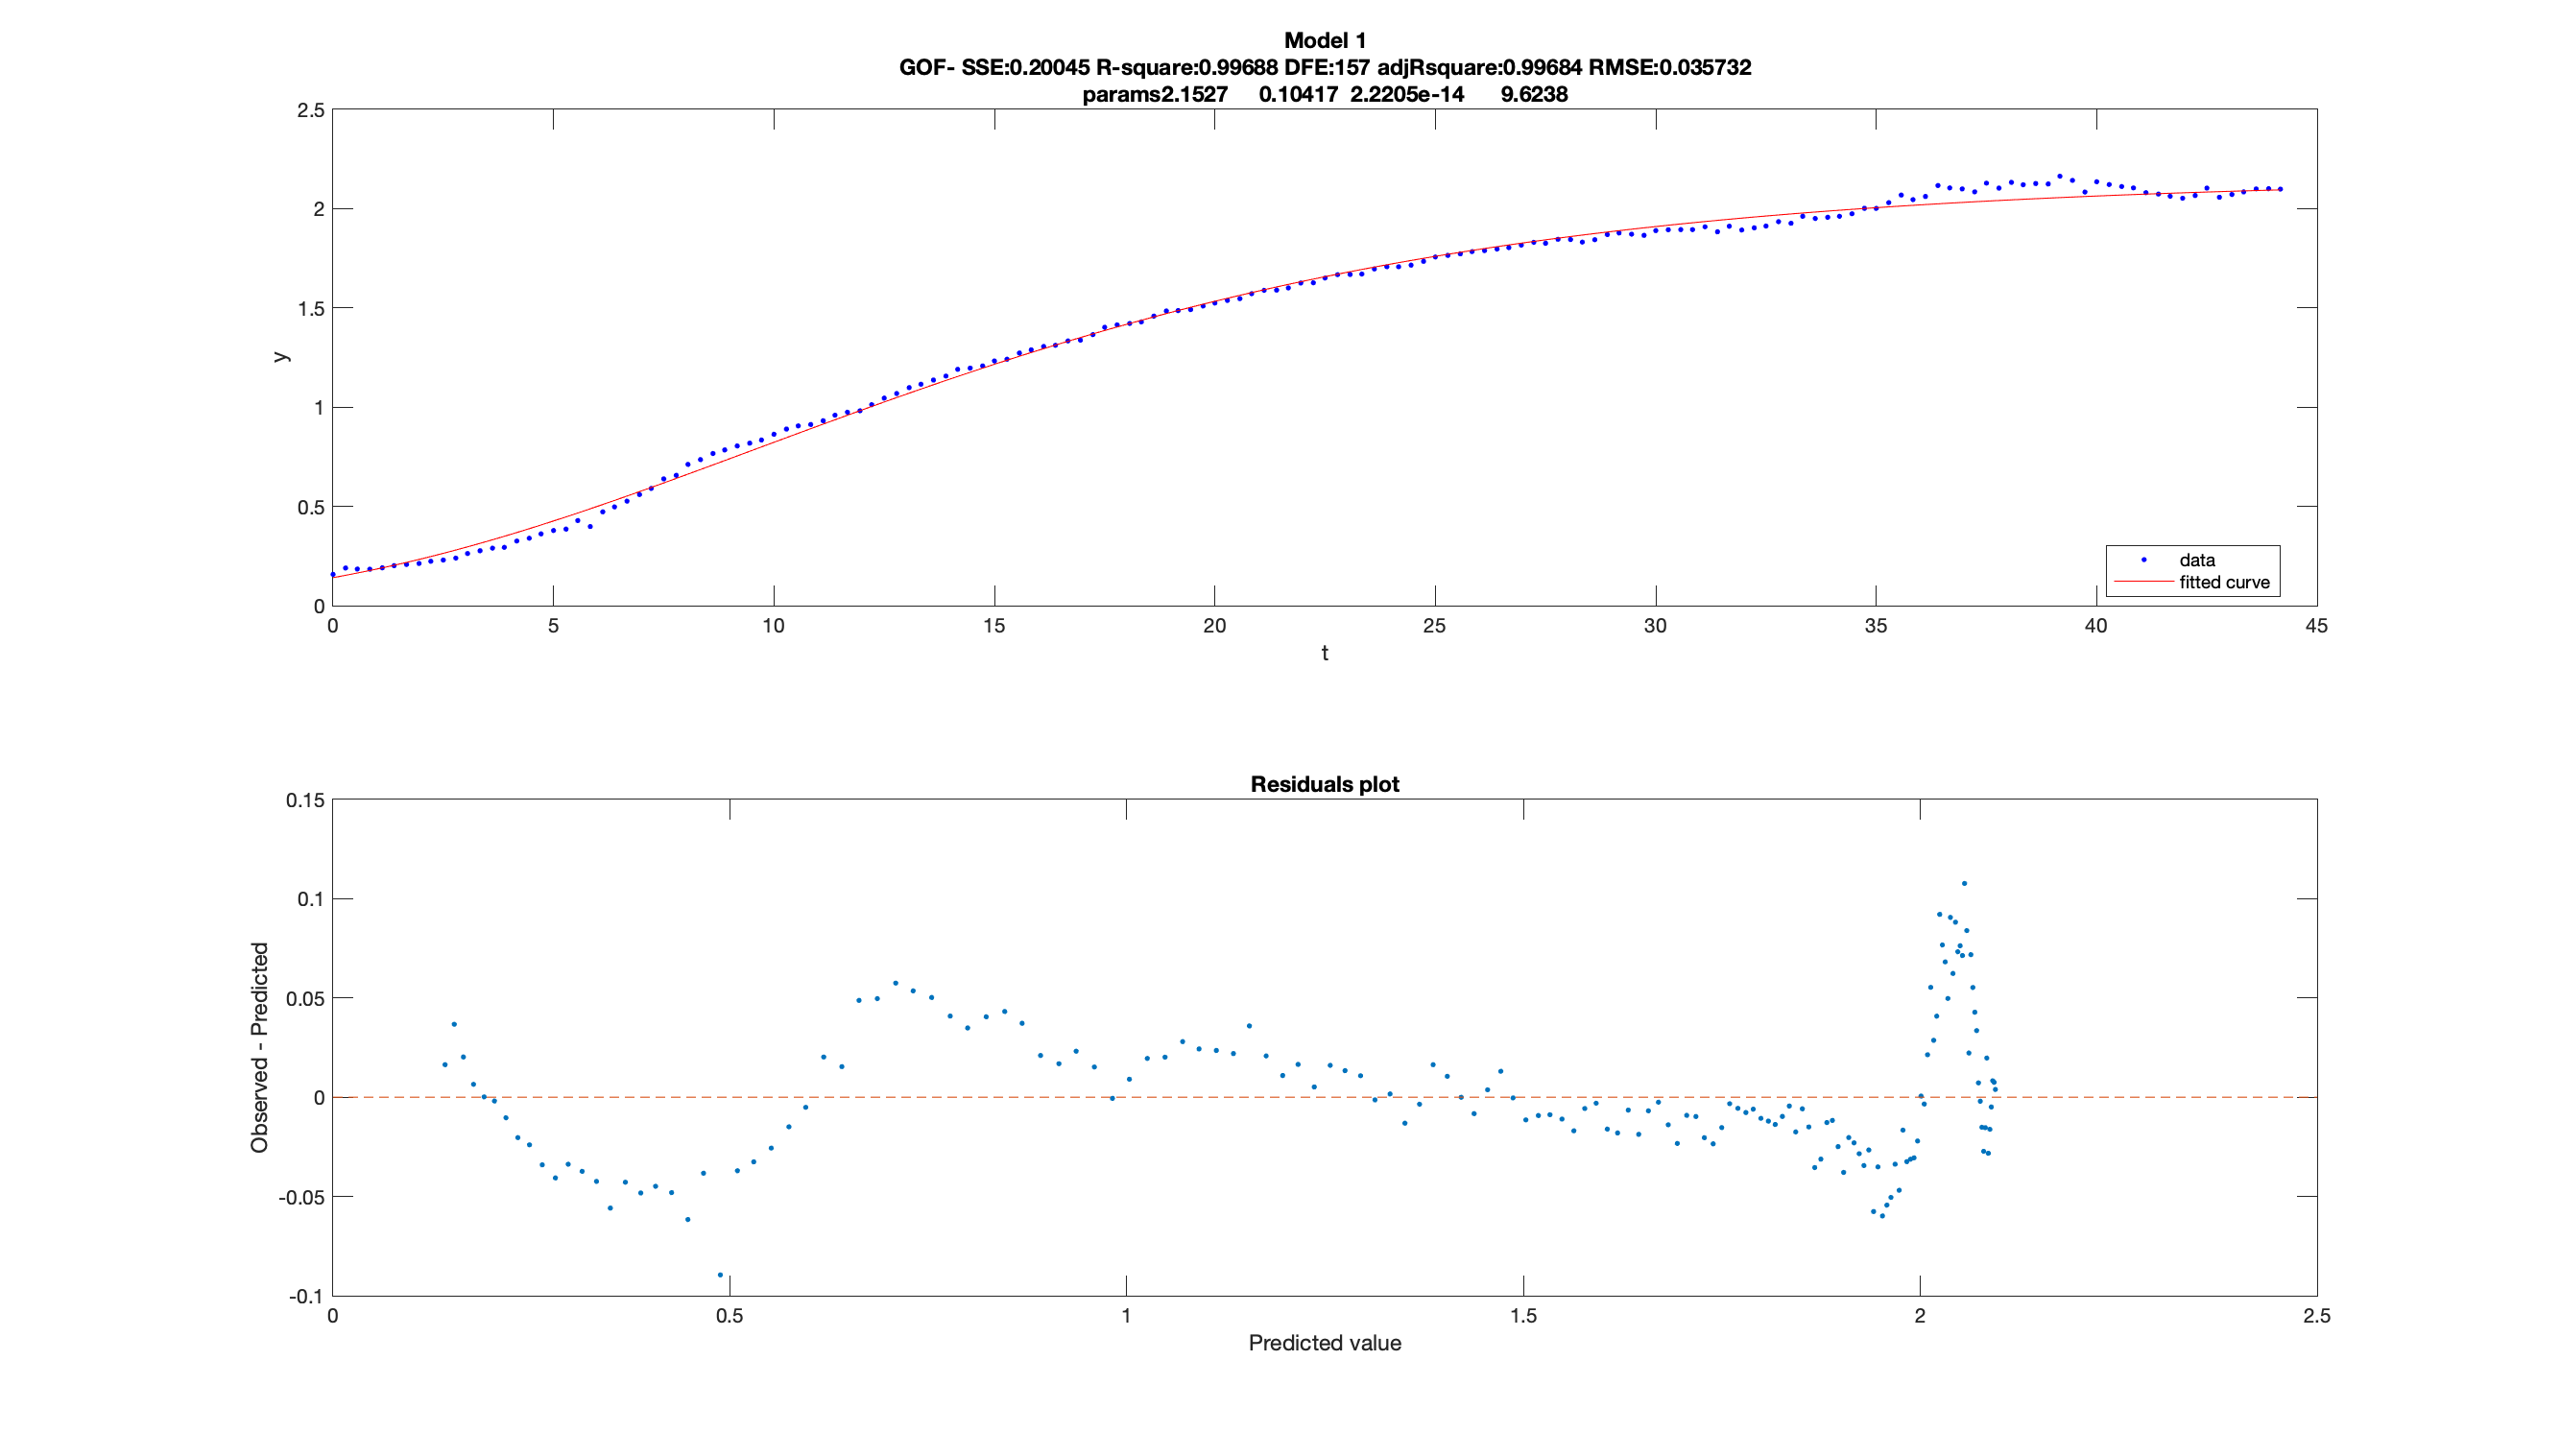 Model 1
GOF- SSE:0.20045 R-square:0.99688 DFE:157 adjRsquare:0.99684 RMSE:0.035732
params2.1527 0.10417 2.2205e-14 9.6238
2.5
2
1.5
1
0.5
0
y
0 5 10 15 20 25 30 35 40 45
t
data
fitted curve
Residuals plot
0.15
0.1
0.05
0
-0.05
-0.1
Observed - Predicted
0 0.5 1 1.5 2 2.5
Predicted value